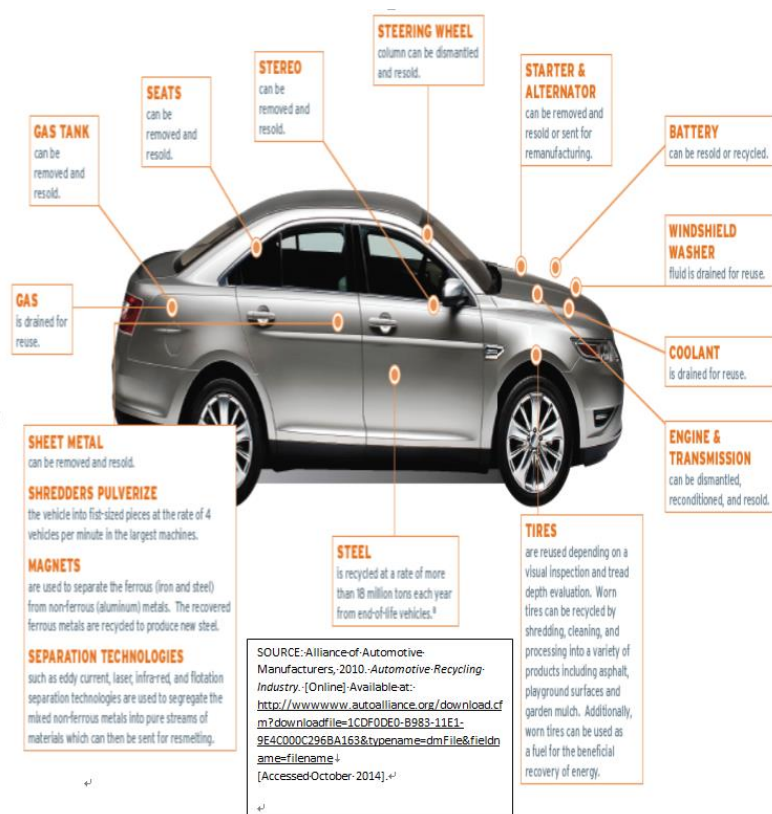 STEERING WHEEL
column can be dismantled
and resold.
STEREO
can be
removed and
resold.
STARTER &
ALTERNATOR
can be removed and
resold or sent for
remanufacturing.
SEATS
can be
removed and
resold.
GAS TANK
can be
removed and
resold.
BATTERY
can be resold or recycled.
WINDSHIELD
WASHER
fluid is drained for reuse.
GAS
is drained for
reuse.
COOLANT
is drained for reuse.
ENGINE &
TRANSMISSION
can be dismantled,
reconditioned, and resold.
SHEET METAL
can be removed and resold.
SHREDDERS PULVERIZE
the vehicle into fist-sized pieces at the rate of 4
vehicles per minute in the largest machines.
MAGNETS
are used to separate the ferrous (iron and steel)
from non-ferrous (aluminum) metals. The recovered
ferrous metals are recycled to produce new steel.
SEPARATION TECHNOLOGIES
such as eddy current, laser, infra-red, and flotation
separation technologies are used to segregate the
mixed non-ferrous metals into pure streams of
materials which can then be sent for resmelting.
STEEL
is recycled at a rate of more
than 18 million tons each year
from end-of-life vehicles.⁸
TIRES
are reused depending on a
visual inspection and tread
depth evaluation. Worn
tires can be recycled by
shredding, cleaning, and
processing into a variety of
products including asphalt,
playground surfaces and
garden mulch. Additionally,
worn tires can be used as
a fuel for the beneficial
recovery of energy.
SOURCE:·Alliance·of·Automotive·
Manufacturers,·2010.·Automotive·Recycling·
Industry.·[Online]·Available·at:·
http://wwwwww.autoalliance.org/download.cf
m?downloadfile=1CDF0DE0-B983-11E1-
9E4C000C296BA163&typename=dmFile&fieldn
ame=filename↓
[Accessed·October·2014].↵